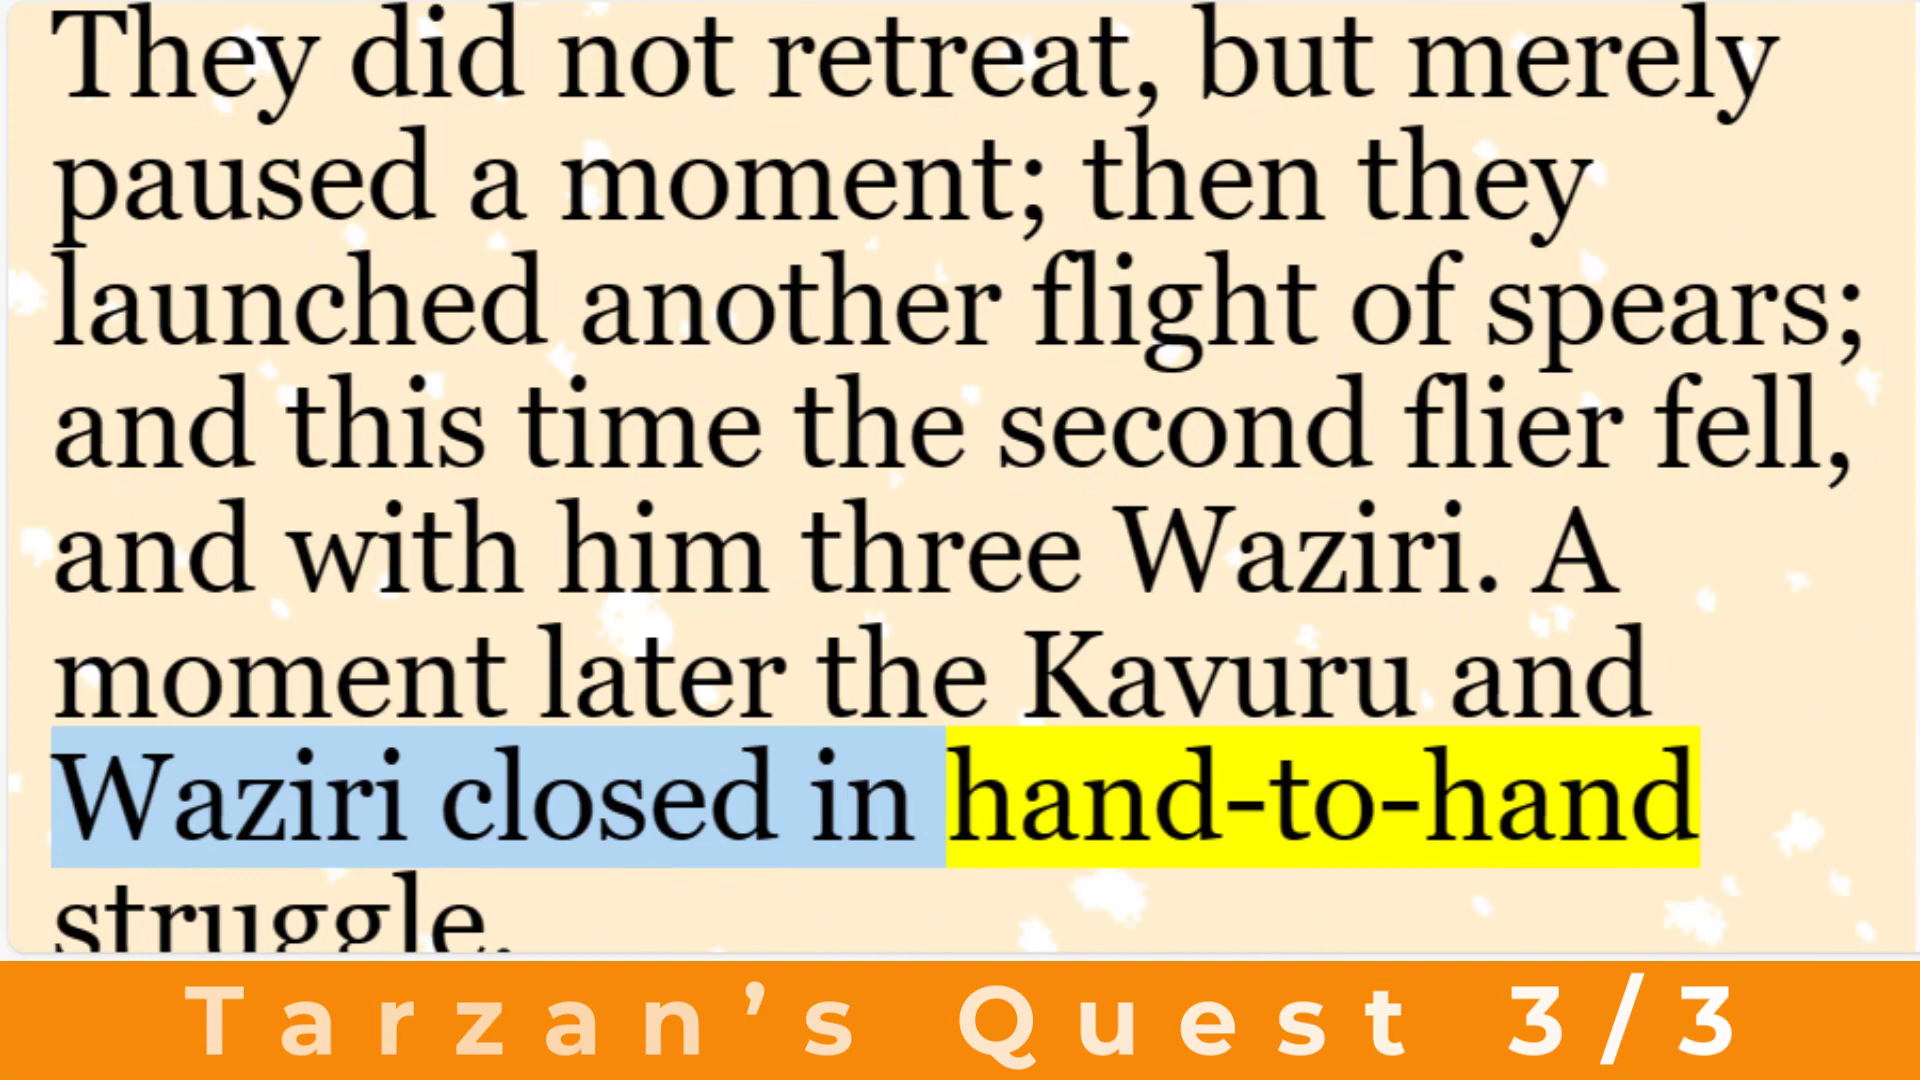 They did not retreat, but merely
paused a moment; then they
launched another flight of spears;
and this time the second flier fell,
and with him three Waziri. A
moment later the Kavuru and
Waziri closed in hand-to-hand
struggle.
Tarzan’s Quest 3/3